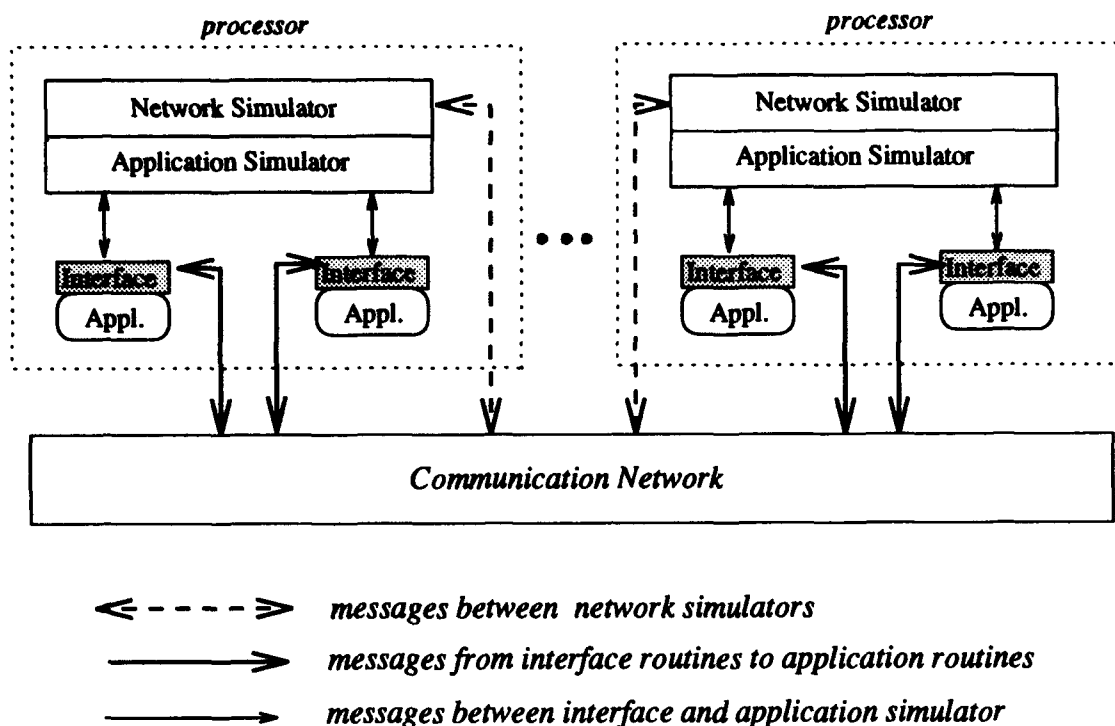 processor
processor
Network Simulator
Application Simulator
Network Simulator
Application Simulator
Interface
Appl.
Interface
Appl.
Interface
Appl.
Interface
Appl.
Communication Network
messages between network simulators
messages from interface routines to application routines
messages between interface and application simulator